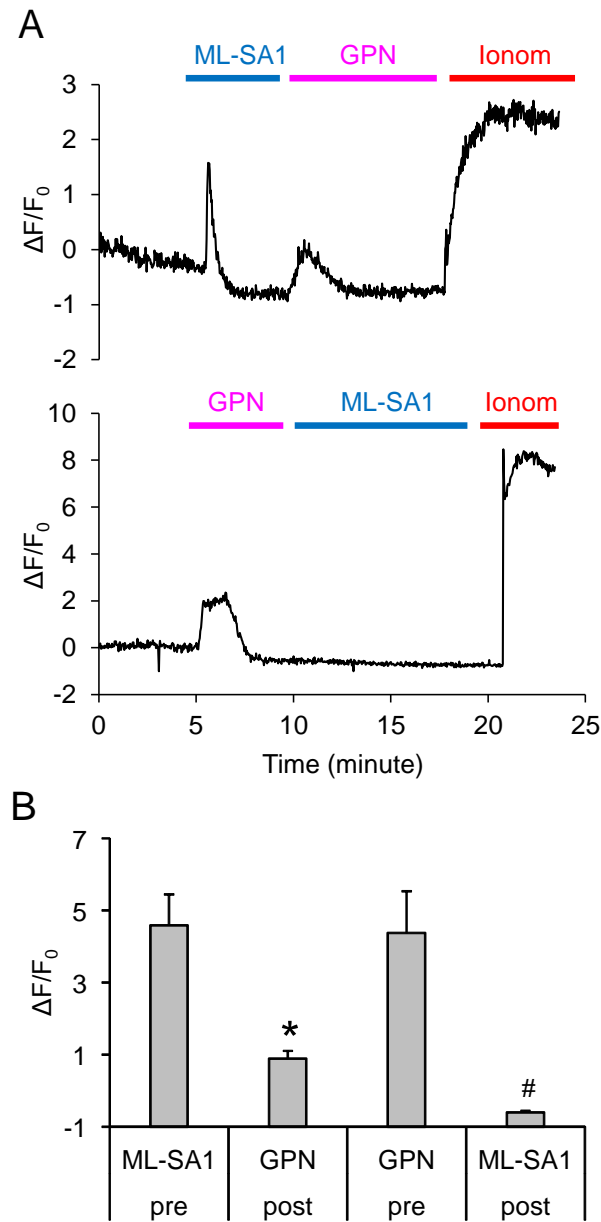 A
ML-SA1 GPN Ionom
3
2
1
0
-1
-2
ΔF/F0
GPN ML-SA1 Ionom
10
8
6
4
2
0
-2
ΔF/F0
0 5 10 15 20 25
Time (minute)
B
7
5
3
1
-1
ΔF/F0
*
#
ML-SA1 GPN GPN ML-SA1
pre post pre post